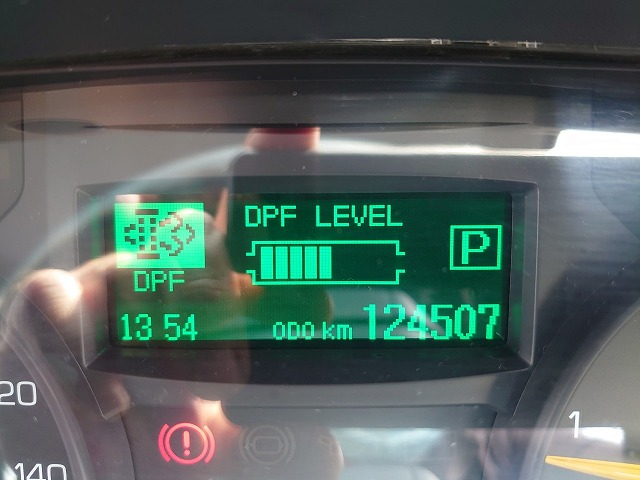 DPF LEVEL
P
DPF
13 54
ODO km 124507
20
140
1
!